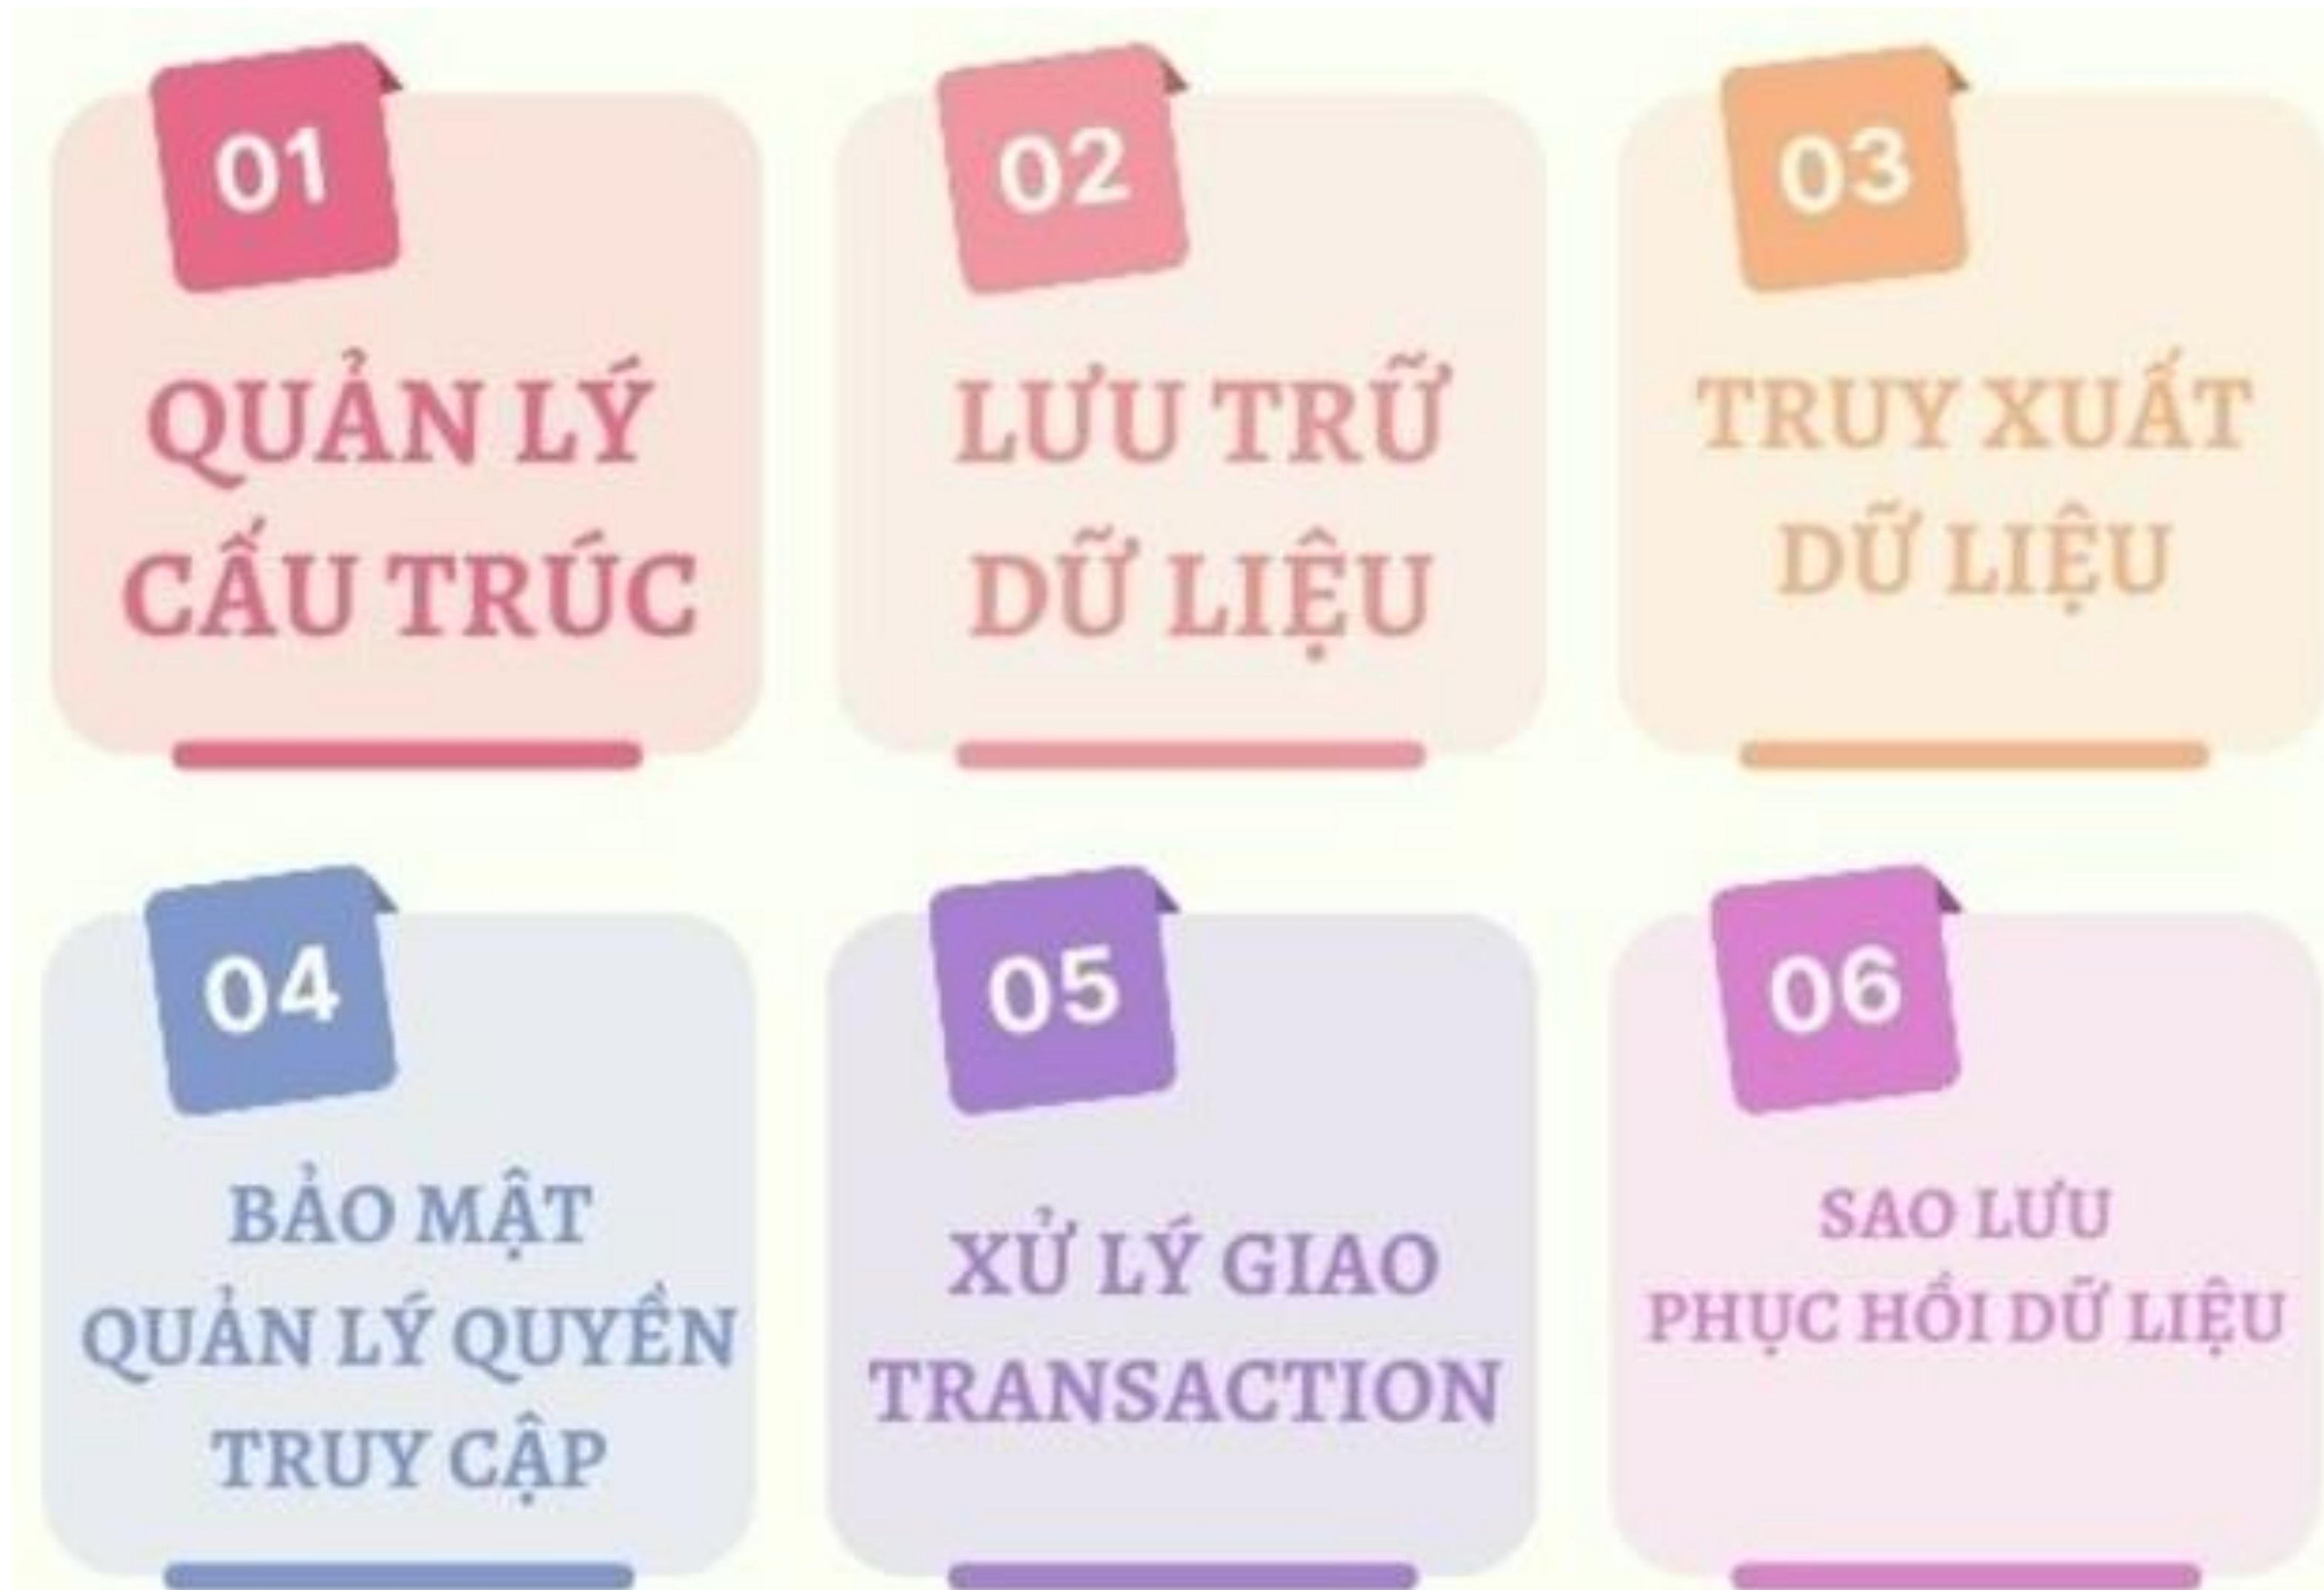 01
QUẢN LÝ
CẤU TRÚC
02
LƯU TRỮ
DỮ LIỆU
03
TRUY XUẤT
DỮ LIỆU
04
BẢO MẬT
QUẢN LÝ QUYỀN
TRUY CẬP
05
XỬ LÝ GIAO
TRANSACTION
06
SAO LƯU
PHỤC HỒI DỮ LIỆU